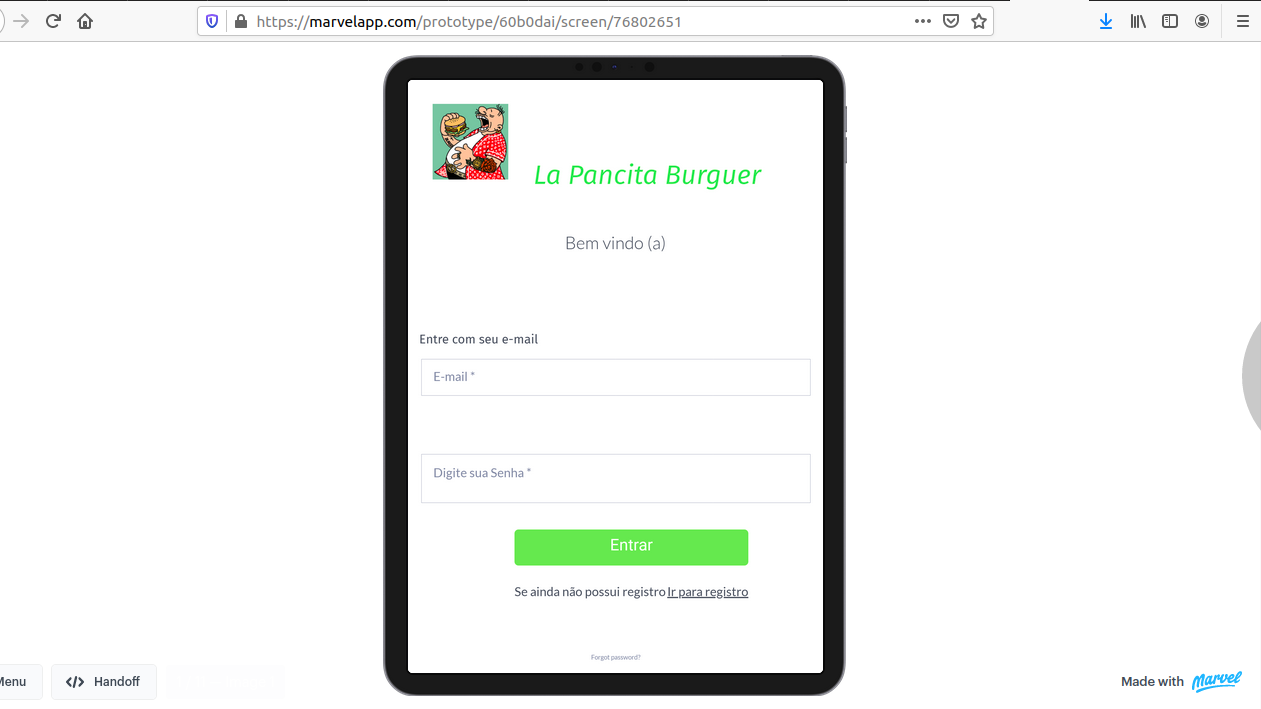 https://marvelapp.com/prototype/60b0dai/screen/76802651
La Pancita Burguer
Bem vindo (a)
Entre com seu e-mail
E-mail *
Digite sua Senha *
Entrar
Se ainda não possui registro Ir para registro
Forgot password?
Menu
</> Handoff
Made with Marvel